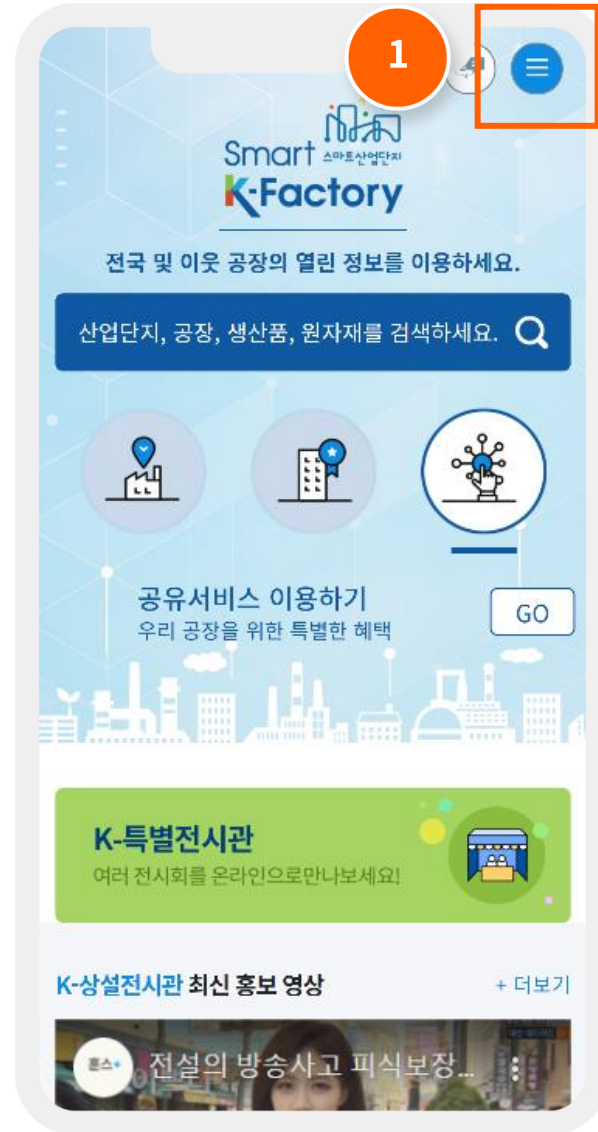 1
Smart 스마트산업단지
K-Factory
전국 및 이웃 공장의 열린 정보를 이용하세요.
산업단지, 공장, 생산품, 원자재를 검색하세요.
공유서비스 이용하기
우리 공장을 위한 특별한 혜택
GO
K-특별전시관
여러 전시회를 온라인으로만나보세요!
K-상설전시관 최신 홍보 영상
+ 더보기
훈스
전설의 방송사고 피식보장...